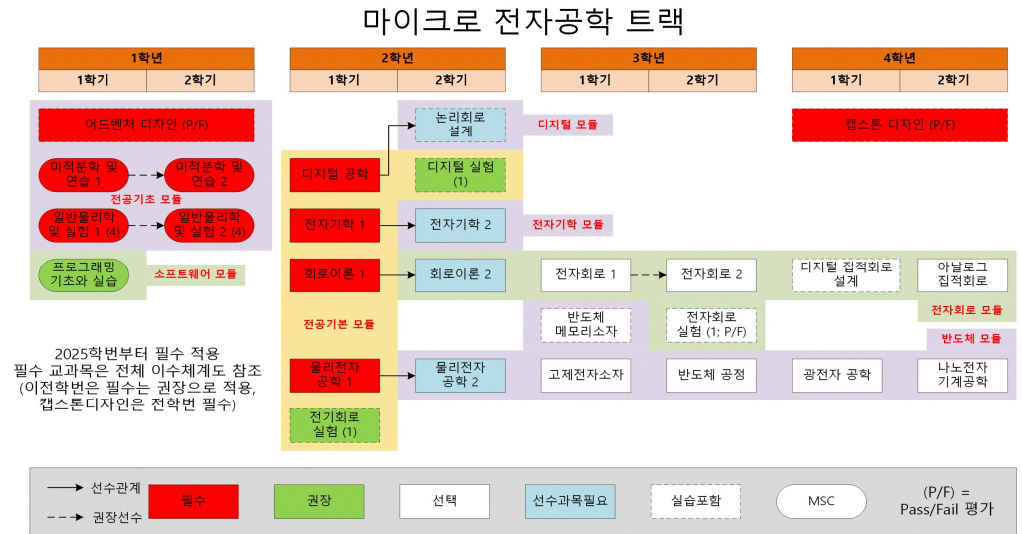 마이크로 전자공학 트랙
1학년
2학년
3학년
4학년
1학기
2학기
1학기
2학기
1학기
2학기
1학기
2학기
어드벤처 디자인 (P/F)
논리회로
설계
디지털 모듈
캡스톤 디자인 (P/F)
미적분학 및
연습 1
미적분학 및
연습 2
디지털 공학
디지털 실험
(1)
전공기초 모듈
일반물리학
및 실험 1 (4)
일반물리학
및 실험 2 (4)
전자기학 1
전자기학 2
전자기학 모듈
프로그래밍
기초와 실습
소프트웨어 모듈
회로이론 1
회로이론 2
전자회로 1
전자회로 2
디지털 집적회로
설계
아날로그
집적회로
전자회로 모듈
전공기본 모듈
반도체
메모리소자
전자회로
실험 (1; P/F)
반도체 모듈
2025학번부터 필수 적용
필수 교과목은 전체 이수체계도 참조
(이전학번은 필수는 권장으로 적용,
캡스톤디자인은 전학번 필수)
물리전자
공학 1
물리전자
공학 2
고체전자소자
반도체 공정
광전자 공학
나노전자
기계공학
전기회로
실험 (1)
선수관계
권장선수
필수
권장
선택
선수과목필요
실습포함
MSC
(P/F) =
Pass/Fail 평가